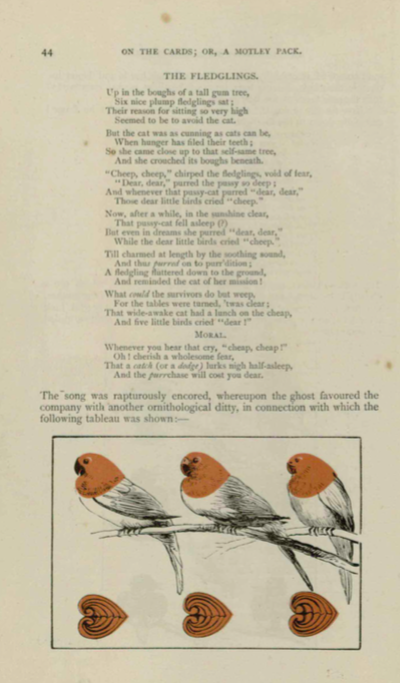 44
ON THE CARDS; OR, A MOTLEY PACK.
THE FLEDGLINGS.
Up in the boughs of a tall gum tree,
Six nice plump fledglings sat;
Their reason for sitting so very high
Seemed to be to avoid the cat.
But the cat was as cunning as cats can be,
When hunger has filed their teeth;
So she came close up to that self-same tree,
And she crouched its boughs beneath.
"Cheep, cheep," chirped the fledglings, void of fear,
"Dear, dear," purred the pussy so deep;
And whenever that pussy-cat purred "dear, dear,"
Those dear little birds cried "cheep."
Now, after a while, in the sunshine clear,
That pussy-cat fell asleep (?)
But even in dreams she purred "dear, dear,"
While the dear little birds cried "cheep."
Till charmed at length by the soothing sound,
And thus purred on to purr'dition;
A fledgling fluttered down to the ground,
And reminded the cat of her mission!
What could the survivors do but weep,
For the tables were turned, 'twas clear;
That wide-awake cat had a lunch on the cheap,
And five little birds cried "dear!"
MORAL.
Whenever you hear that cry, "cheap, cheap!"
Oh! cherish a wholesome fear,
That a catch (or a dodge) lurks nigh half-asleep,
And the purrchase will cost you dear.
The song was rapturously encored, whereupon the ghost favoured the
company with another ornithological ditty, in connection with which the
following tableau was shown:—